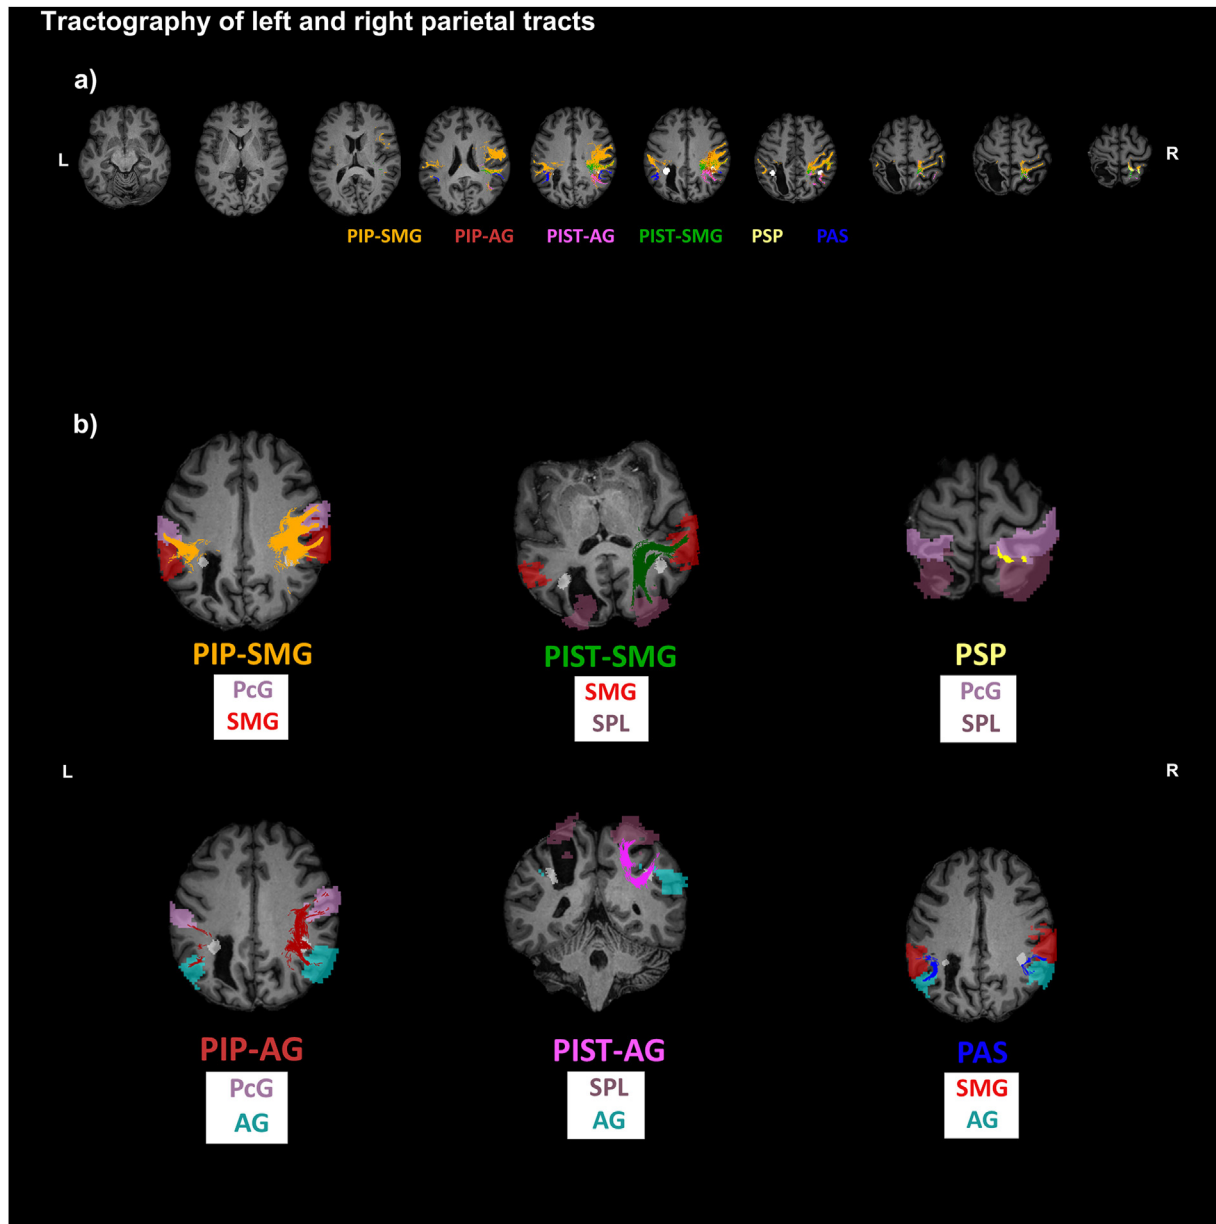 Tractography of left and right parietal tracts
a)
L R
PIP-SMG PIP-AG PIST-AG PIST-SMG PSP PAS
b)
PIP-SMG PIST-SMG PSP
PcG SMG PcG
SMG SPL SPL
L R
PIP-AG PIST-AG PAS
PcG SPL SMG
AG AG AG